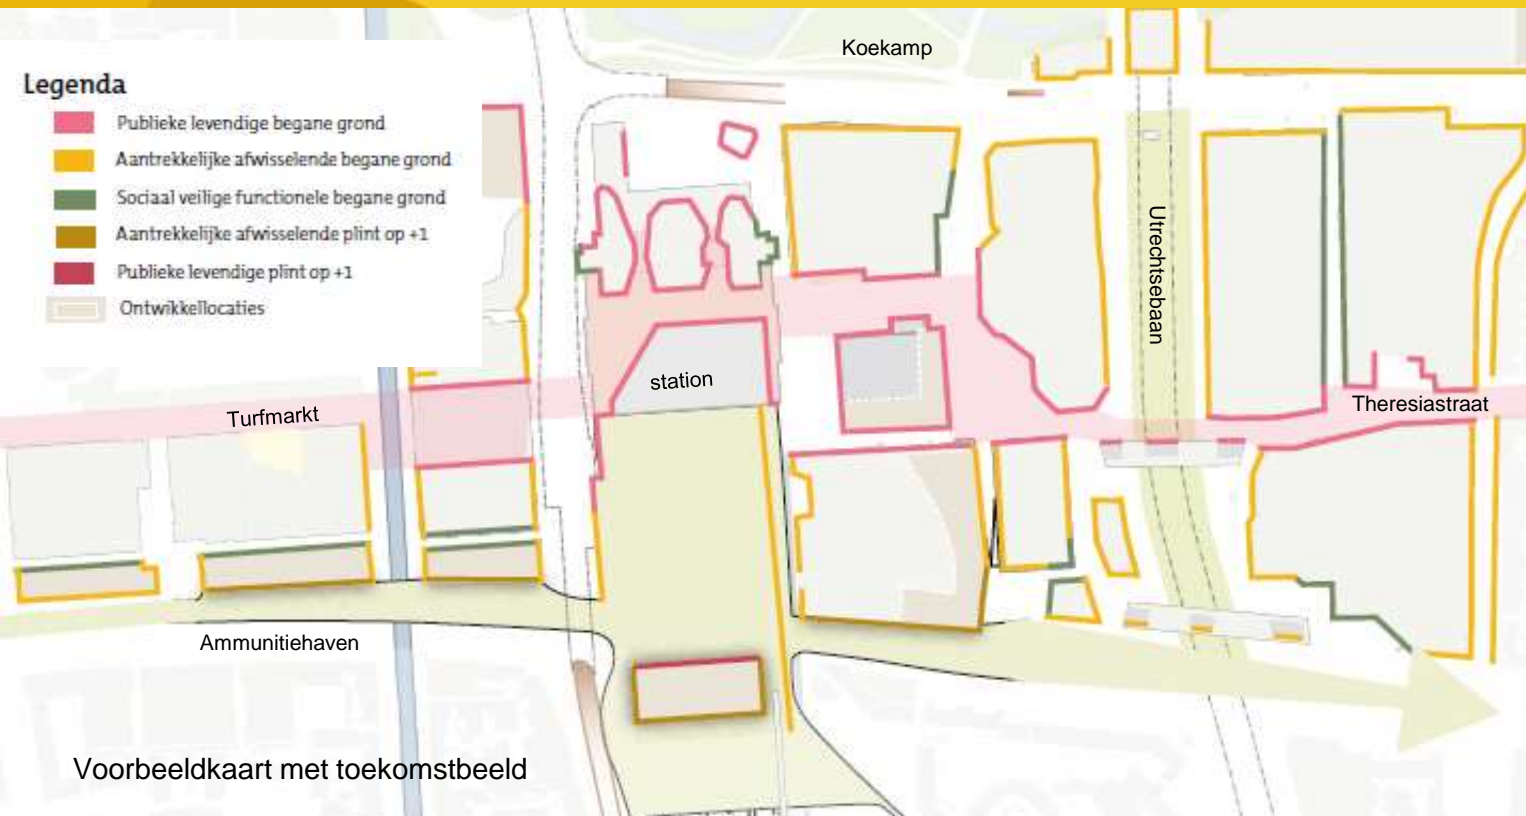 Koekamp
Legenda
Publieke levendige begane grond
Aantrekkelijke afwisselende begane grond
Sociaal veilige functionele begane grond
Aantrekkelijke afwisselende plint op +1
Publieke levendige plint op +1
Ontwikkellocaties
Utrechtsebaan
station
Turfmarkt
Theresiastraat
Ammunitiehaven
Voorbeeldkaart met toekomstbeeld